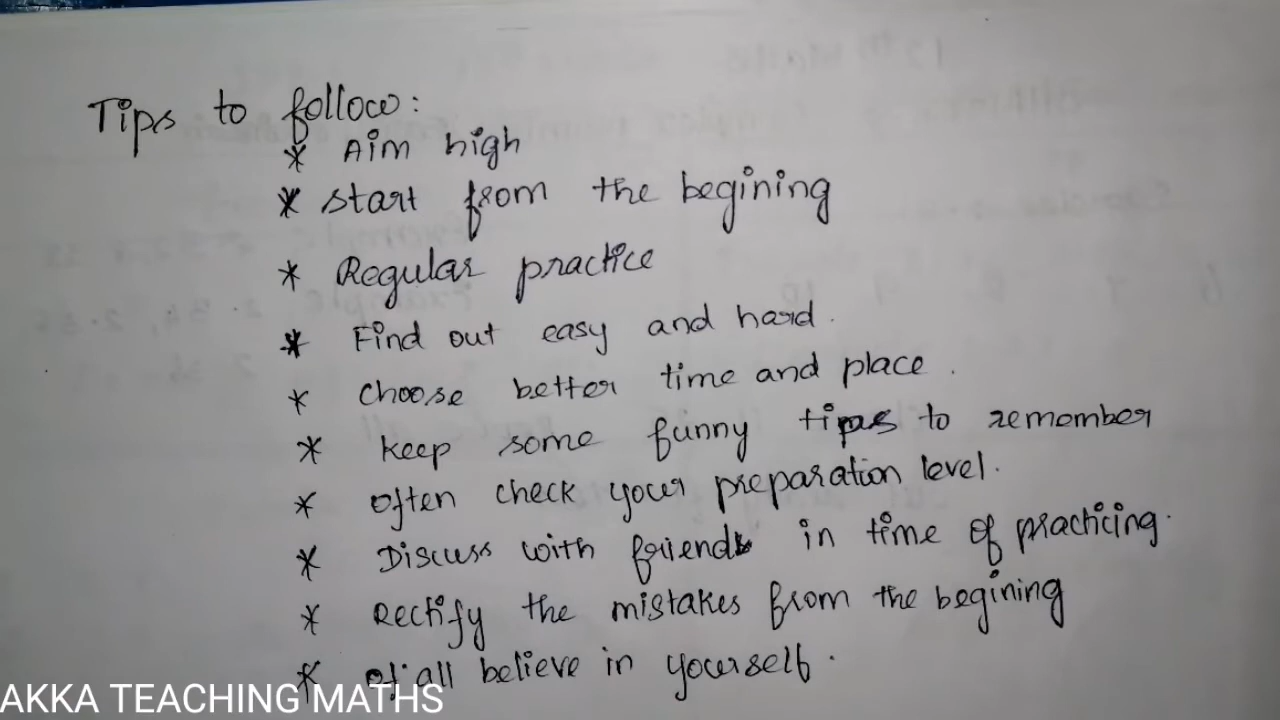 Tips to follow:
* Aim high
* start from the begining
* Regular practice
* Find out easy and hard.
* choose better time and place.
* keep some funny tips to remember
* often check your preparation level.
* Discuss with friends in time of practicing.
* Rectify the mistakes from the begining
* of all believe in yourself.
AKKA TEACHING MATHS